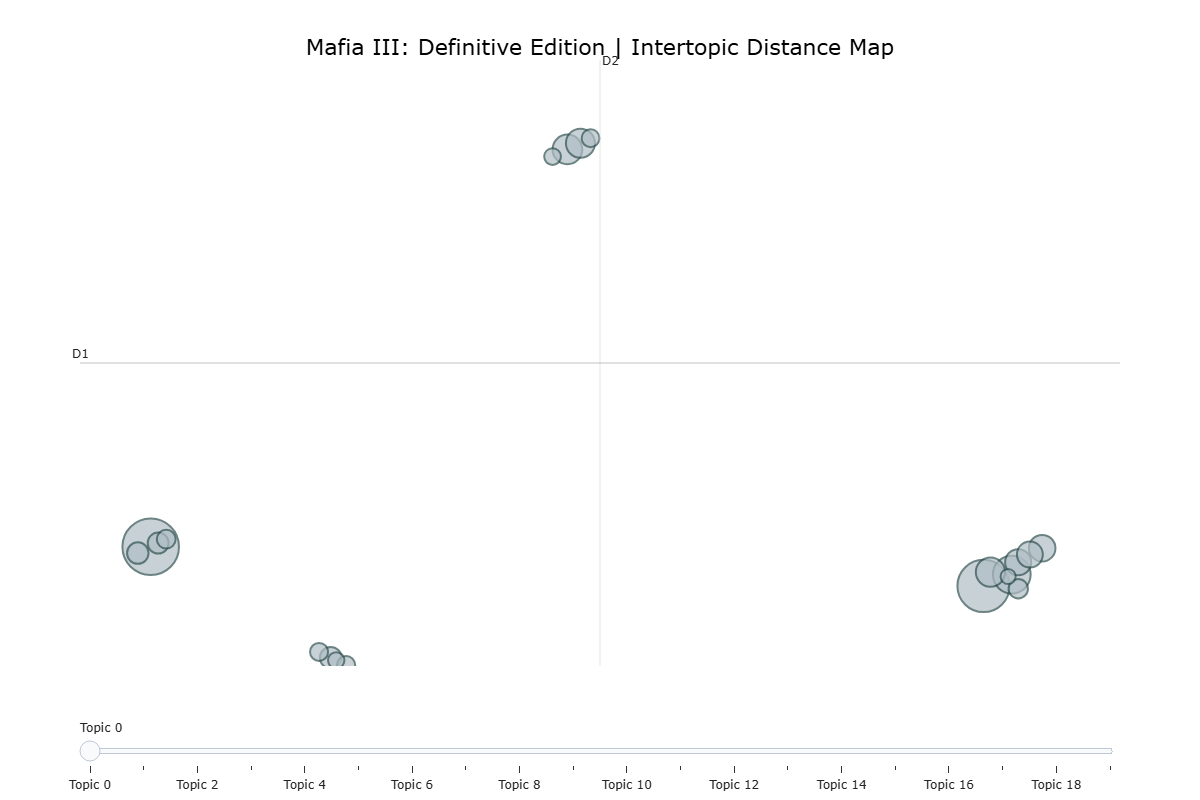 Mafia III: Definitive Edition | Intertopic Distance Map
D2
D1
Topic 0
Topic 0 Topic 2 Topic 4 Topic 6 Topic 8 Topic 10 Topic 12 Topic 14 Topic 16 Topic 18